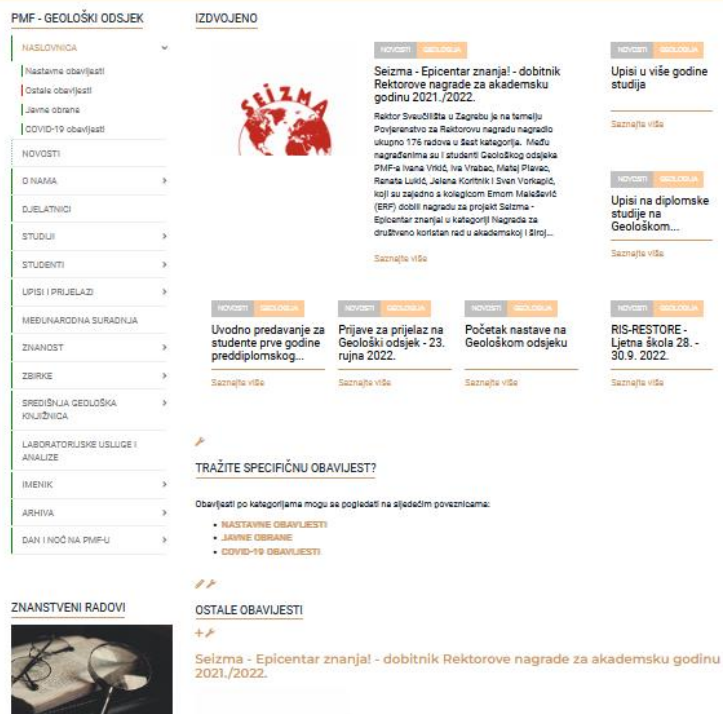 PMF - GEOLOŠKI ODSJEK
NASLOVNICA
Nastavne obavijesti
Ostale obavijesti
Javne obrane
COVID-19 obavijesti
NOVOSTI
O NAMA
DJELATNICI
STUDIJI
STUDENTI
UPISI I PRIJELAZI
MEĐUNARODNA SURADNJA
ZNANOST
ZBIRKE
SREDIŠNJA GEOLOŠKA
KNJIŽNICA
LABORATORIJSKE USLUGE I
ANALIZE
IMENIK
ARHIVA
DAN I NOĆ NA PMF-U
ZNANSTVENI RADOVI
IZDVOJENO
SEIZMA
NOVOSTI GEOLOGIJA
Seizma - Epicentar znanja! - dobitnik
Rektorove nagrade za akademsku
godinu 2021./2022.
Rektor Sveučilišta u Zagrebu je na temelju
Povjerenstvo za Rektorovu nagradu nagradio
ukupno 176 radova u šest kategorija. Među
nagrađenima su i studenti Geološkog odsjeka
PMF-a Ivana Vrkić, Iva Vrabec, Matej Plavac,
Renata Lukić, Jelena Koritnik i Sven Vorkapić,
koji su zajedno s kolegicom Emom Malešević
(ERF) dobili nagradu za projekt Seizma -
Epicentar znanja! u kategoriji Nagrada za
društveno koristan rad u akademskoj i široj...
Saznajte više
NOVOSTI GEOLOGIJA
Upisi u više godine
studija
Saznajte više
NOVOSTI GEOLOGIJA
Upisi na diplomske
studije na
Geološkom...
Saznajte više
NOVOSTI GEOLOGIJA
Uvodno predavanje za
studente prve godine
preddiplomskog...
Saznajte više
NOVOSTI GEOLOGIJA
Prijave za prijelaz na
Geološki odsjek - 23.
rujna 2022.
Saznajte više
NOVOSTI GEOLOGIJA
Početak nastave na
Geološkom odsjeku
Saznajte više
NOVOSTI GEOLOGIJA
RIS-RESTORE -
Ljetna škola 28. -
30.9. 2022.
Saznajte više
TRAŽITE SPECIFIČNU OBAVIJEST?
Obavijesti po kategorijama mogu se pogledati na sljedećim poveznicama:
• NASTAVNE OBAVIJESTI
• JAVNE OBRANE
• COVID-19 OBAVIJESTI
OSTALE OBAVIJESTI
Seizma - Epicentar znanja! - dobitnik Rektorove nagrade za akademsku godinu
2021./2022.